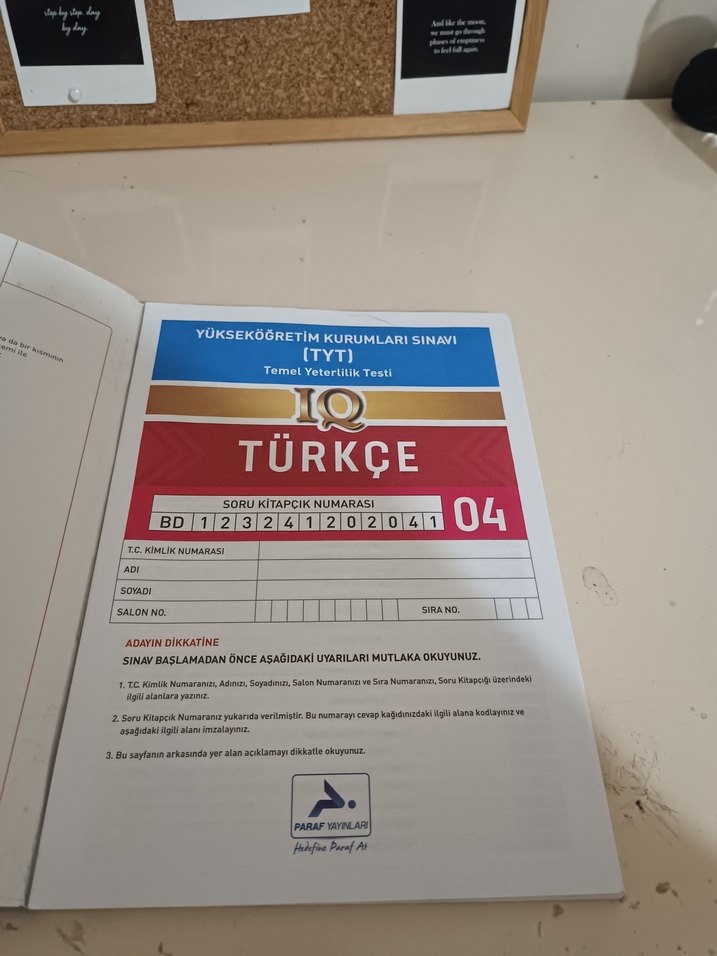 step by step. day
by day.
And like the moon,
we must go through
phases of emptiness
to feel full again.
ya da bir kısmının
ile
YÜKSEKÖĞRETİM KURUMLARI SINAVI
(TYT)
Temel Yeterlilik Testi
IQ
TÜRKÇE
SORU KİTAPÇIK NUMARASI
BD 1 2 3 2 4 1 2 0 2 0 4 1
04
T.C. KİMLİK NUMARASI
ADI
SOYADI
SALON NO. SIRA NO.
ADAYIN DİKKATİNE
SINAV BAŞLAMADAN ÖNCE AŞAĞIDAKİ UYARILARI MUTLAKA OKUYUNUZ.
1. T.C. Kimlik Numaranızı, Adınızı, Soyadınızı, Salon Numaranızı ve Sıra Numaranızı, Soru Kitapçığı üzerindeki
ilgili alanlara yazınız.
2. Soru Kitapçık Numaranız yukarıda verilmiştir. Bu numarayı cevap kağıdınızdaki ilgili alana kodlayınız ve
aşağıdaki ilgili alanı imzalayınız.
3. Bu sayfanın arkasında yer alan açıklamayı dikkatle okuyunuz.
PARAF YAYINLARI
Hedefine Paraf At